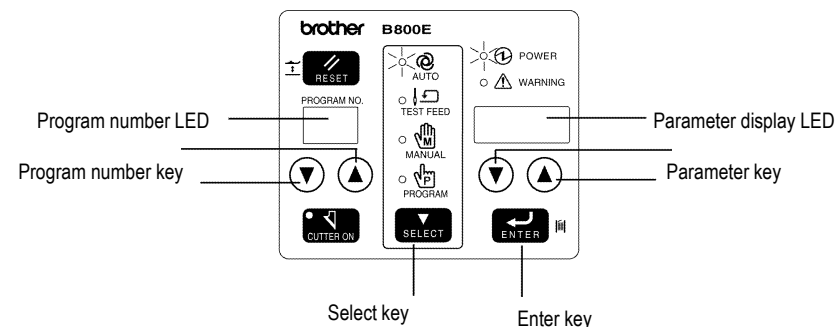 brother B800E
RESET
PROGRAM NO.
CUTTER ON
AUTO
TEST FEED
M
MANUAL
P
PROGRAM
SELECT
POWER
WARNING
ENTER
Program number LED
Program number key
Parameter display LED
Parameter key
Select key
Enter key